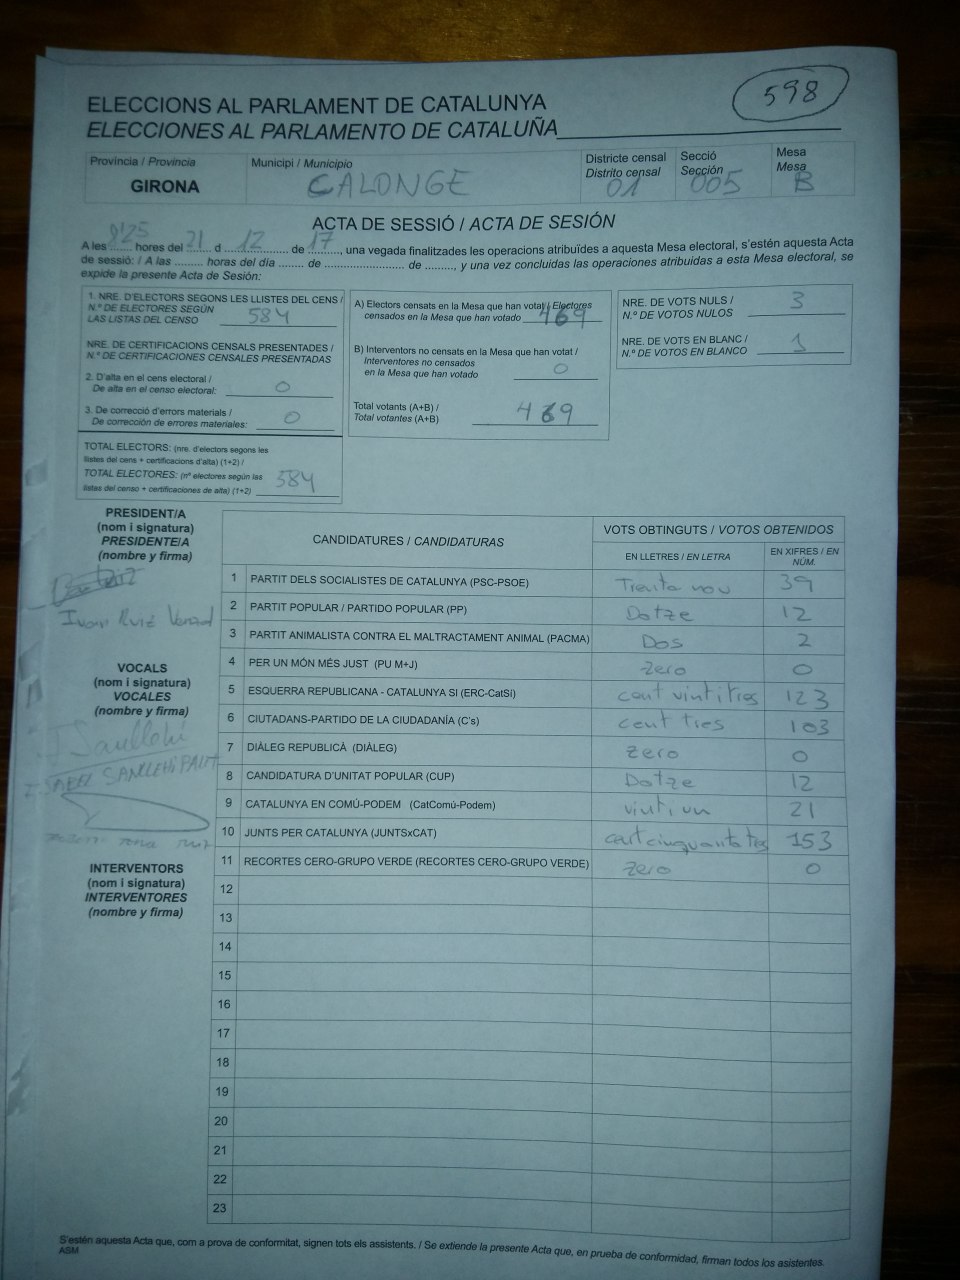 598
ELECCIONS AL PARLAMENT DE CATALUNYA
ELECCIONES AL PARLAMENTO DE CATALUÑA
Provincia / Provincia
GIRONA
Municipi / Municipio
CALONGE
Districte censal
Distrito censal
01
Secció
Sección
005
Mesa
Mesa
B
ACTA DE SESSIÓ / ACTA DE SESIÓN
A les 9'25 hores del 21 d 12 de 17, una vegada finalitzades les operacions atribuïdes a aquesta Mesa electoral, s'estén aquesta Acta
de sessió: / A las ......... horas del día ........ de ........................ de ........., y una vez concluídas las operaciones atribuidas a esta Mesa electoral, se
expide la presente Acta de Sesión:
1. NRE. D'ELECTORS SEGONS LES LLISTES DEL CENS /
N.º DE ELECTORES SEGÚN
LAS LISTAS DEL CENSO 584
NRE. DE CERTIFICACIONS CENSALS PRESENTADES /
N.º DE CERTIFICACIONES CENSALES PRESENTADAS
2. D'alta en el cens electoral /
De alta en el censo electoral: 0
3. De correcció d'errors materials /
De corrección de errores materiales: 0
TOTAL ELECTORS: (nre. d'electors segons les
llistes del cens + certificacions d'alta) (1+2) /
TOTAL ELECTORES: (nº electores según las
listas del censo + certificaciones de alta) (1+2) 584
A) Electors censats en la Mesa que han votat / Electores
censados en la Mesa que han votado 469
B) Interventors no censats en la Mesa que han votat /
Interventores no censados
en la Mesa que han votado 0
Total votants (A+B) /
Total votantes (A+B) 469
NRE. DE VOTS NULS /
N.º DE VOTOS NULOS 3
NRE. DE VOTS EN BLANC /
N.º DE VOTOS EN BLANCO 1
PRESIDENT/A
(nom i signatura)
PRESIDENTE/A
(nombre y firma)
Ivan Ruiz
VOCALS
(nom i signatura)
VOCALES
(nombre y firma)
INTERVENTORS
(nom i signatura)
INTERVENTORES
(nombre y firma)
CANDIDATURES / CANDIDATURAS
VOTS OBTINGUTS / VOTOS OBTENIDOS
EN LLETRES / EN LETRA
EN XIFRES / EN NÚM.
1 PARTIT DELS SOCIALISTES DE CATALUNYA (PSC-PSOE) Trenta nou 39
2 PARTIT POPULAR / PARTIDO POPULAR (PP) Dotze 12
3 PARTIT ANIMALISTA CONTRA EL MALTRACTAMENT ANIMAL (PACMA) Dos 2
4 PER UN MÓN MÉS JUST (PU M+J) zero 0
5 ESQUERRA REPUBLICANA - CATALUNYA SI (ERC-CatSí) cent vintitres 123
6 CIUTADANS-PARTIDO DE LA CIUDADANÍA (C's) cent tres 103
7 DIÀLEG REPUBLICÀ (DIÀLEG) zero 0
8 CANDIDATURA D'UNITAT POPULAR (CUP) Dotze 12
9 CATALUNYA EN COMÚ-PODEM (CatComú-Podem) vintiun 21
10 JUNTS PER CATALUNYA (JUNTSxCAT) cent cinquanta tres 153
11 RECORTES CERO-GRUPO VERDE (RECORTES CERO-GRUPO VERDE) zero 0
12
13
14
15
16
17
18
19
20
21
22
23
S'estén aquesta Acta que, com a prova de conformitat, signen tots els assistents. / Se extiende la presente Acta que, en prueba de conformidad, firman todos los asistentes.
ASM